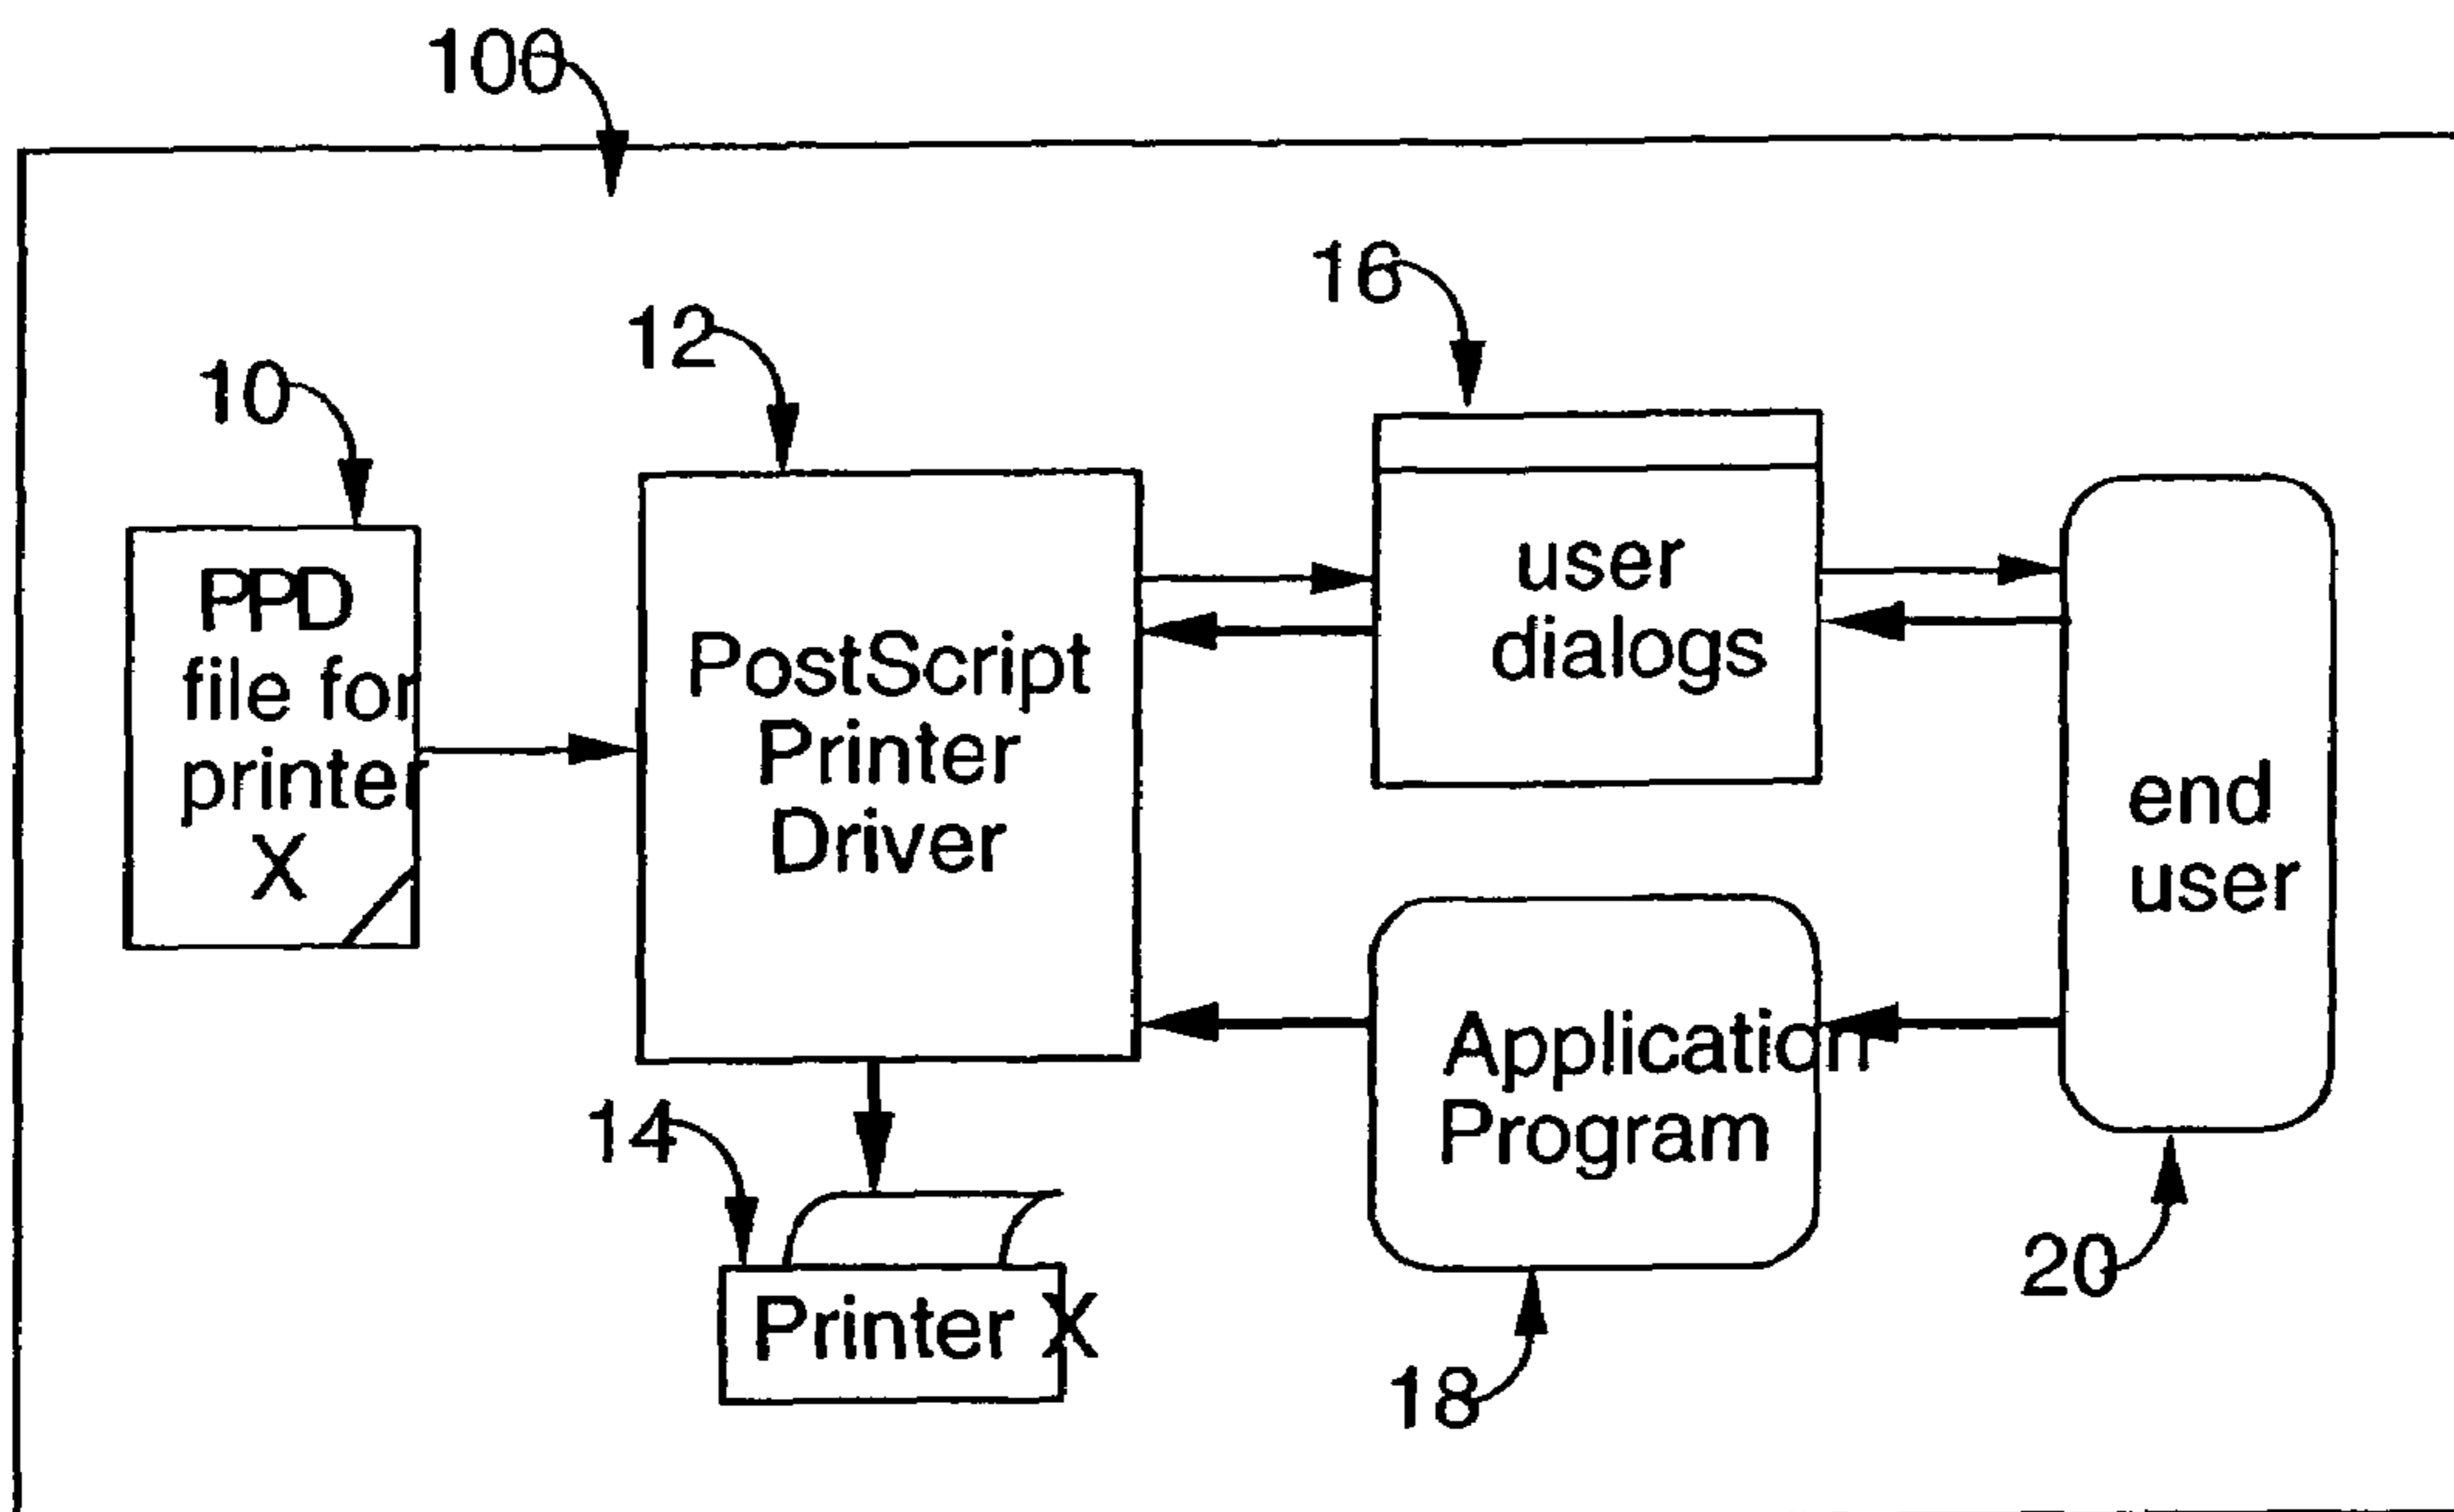 100
16
12
10
PPD
file for
printer
X
PostScript
Printer
Driver
user
dialogs
end
user
Application
Program
14
Printer X
20
18